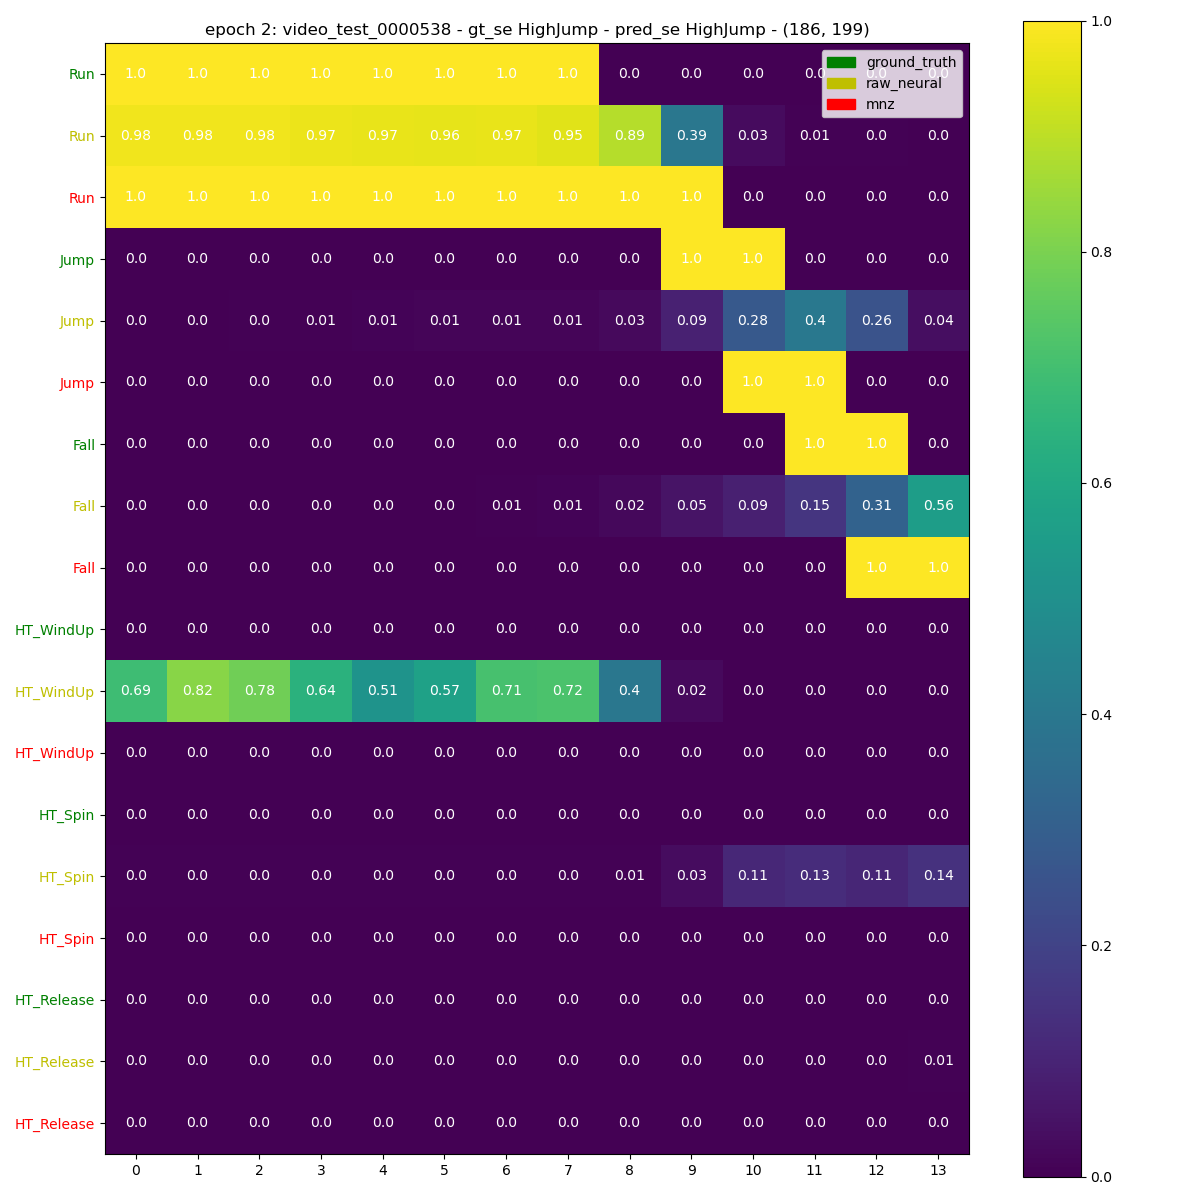 epoch 2: video_test_0000538 - gt_se HighJump - pred_se HighJump - (186, 199)
ground_truth
raw_neural
mnz
Run 1.0 1.0 1.0 1.0 1.0 1.0 1.0 1.0 0.0 0.0 0.0 0.0 0.0 0.0
Run 0.98 0.98 0.98 0.97 0.97 0.96 0.97 0.95 0.89 0.39 0.03 0.01 0.0 0.0
Run 1.0 1.0 1.0 1.0 1.0 1.0 1.0 1.0 1.0 1.0 0.0 0.0 0.0 0.0
Jump 0.0 0.0 0.0 0.0 0.0 0.0 0.0 0.0 0.0 1.0 1.0 0.0 0.0 0.0
Jump 0.0 0.0 0.0 0.01 0.01 0.01 0.01 0.01 0.03 0.09 0.28 0.4 0.26 0.04
Jump 0.0 0.0 0.0 0.0 0.0 0.0 0.0 0.0 0.0 0.0 1.0 1.0 0.0 0.0
Fall 0.0 0.0 0.0 0.0 0.0 0.0 0.0 0.0 0.0 0.0 0.0 1.0 1.0 0.0
Fall 0.0 0.0 0.0 0.0 0.0 0.0 0.01 0.01 0.02 0.05 0.09 0.15 0.31 0.56
Fall 0.0 0.0 0.0 0.0 0.0 0.0 0.0 0.0 0.0 0.0 0.0 0.0 1.0 1.0
HT_WindUp 0.0 0.0 0.0 0.0 0.0 0.0 0.0 0.0 0.0 0.0 0.0 0.0 0.0 0.0
HT_WindUp 0.69 0.82 0.78 0.64 0.51 0.57 0.71 0.72 0.4 0.02 0.0 0.0 0.0 0.0
HT_WindUp 0.0 0.0 0.0 0.0 0.0 0.0 0.0 0.0 0.0 0.0 0.0 0.0 0.0 0.0
HT_Spin 0.0 0.0 0.0 0.0 0.0 0.0 0.0 0.0 0.0 0.0 0.0 0.0 0.0 0.0
HT_Spin 0.0 0.0 0.0 0.0 0.0 0.0 0.0 0.0 0.01 0.03 0.11 0.13 0.11 0.14
HT_Spin 0.0 0.0 0.0 0.0 0.0 0.0 0.0 0.0 0.0 0.0 0.0 0.0 0.0 0.0
HT_Release 0.0 0.0 0.0 0.0 0.0 0.0 0.0 0.0 0.0 0.0 0.0 0.0 0.0 0.0
HT_Release 0.0 0.0 0.0 0.0 0.0 0.0 0.0 0.0 0.0 0.0 0.0 0.0 0.0 0.01
HT_Release 0.0 0.0 0.0 0.0 0.0 0.0 0.0 0.0 0.0 0.0 0.0 0.0 0.0 0.0
0 1 2 3 4 5 6 7 8 9 10 11 12 13
1.0
0.8
0.6
0.4
0.2
0.0